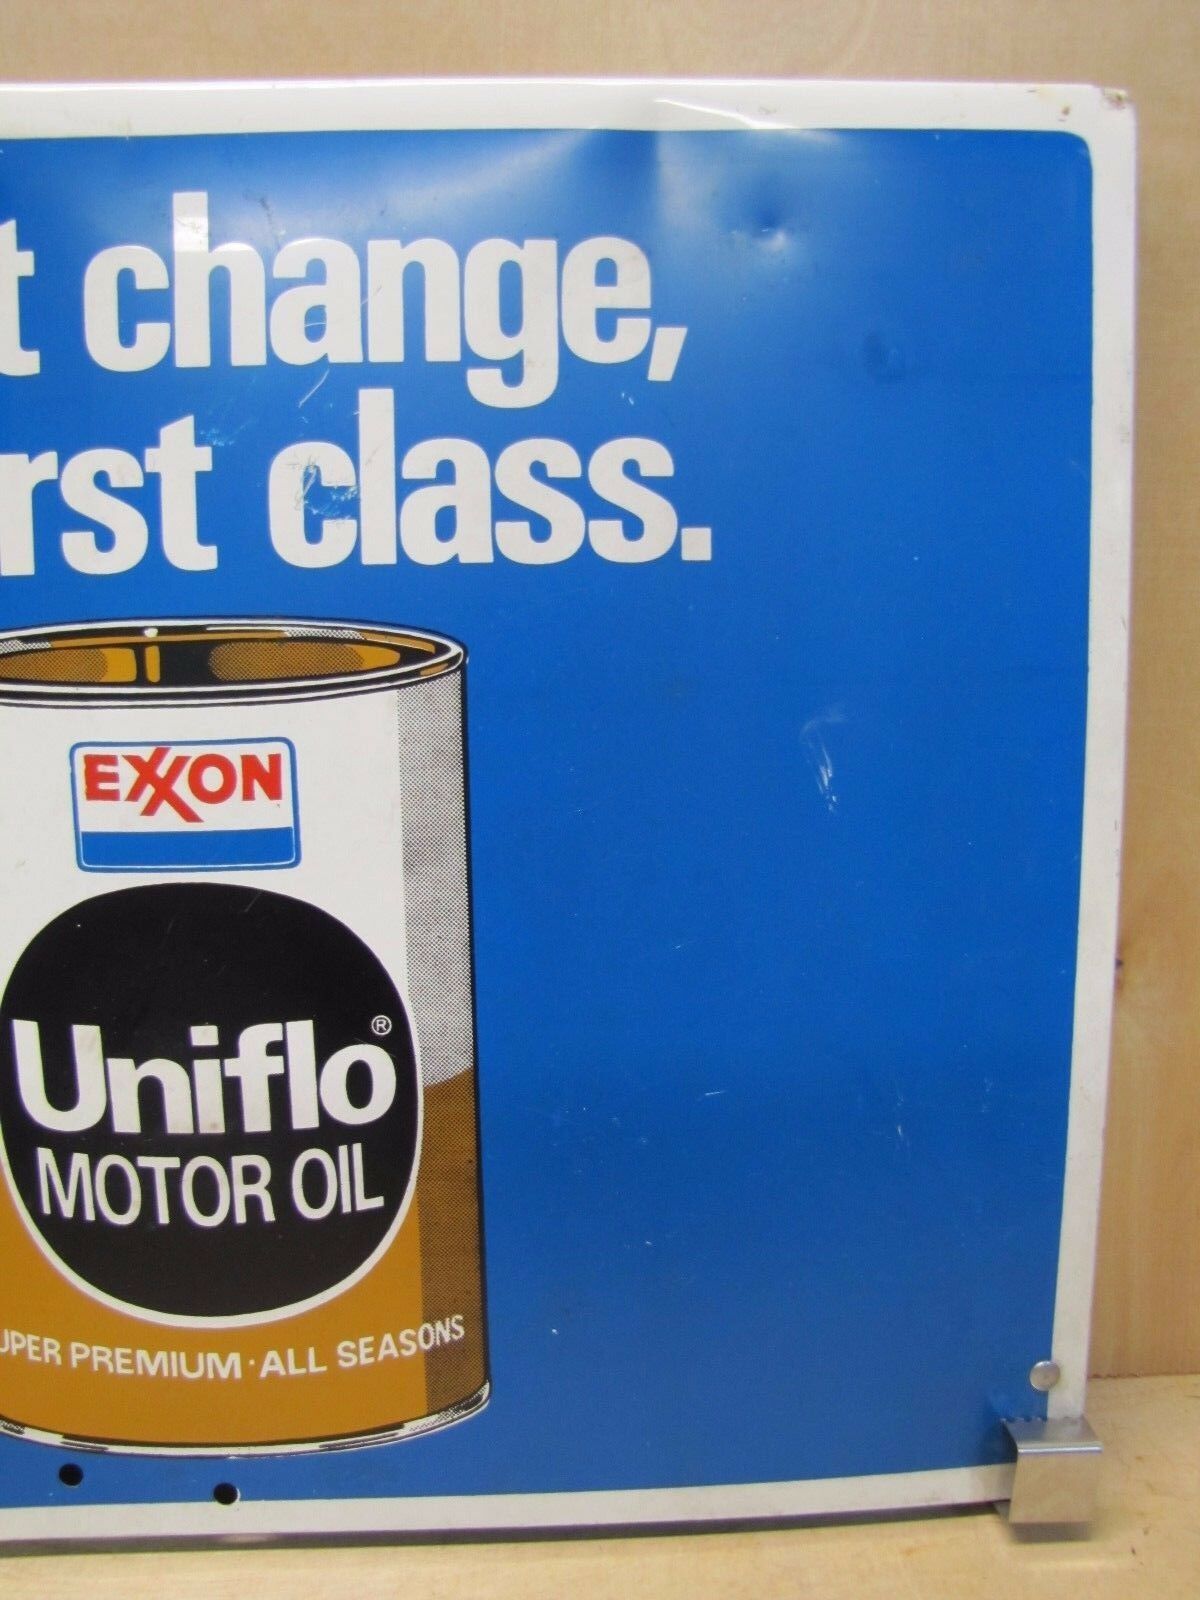 t change,
rst class.
EXXON
Uniflo®
MOTOR OIL
UPER PREMIUM · ALL SEASONS